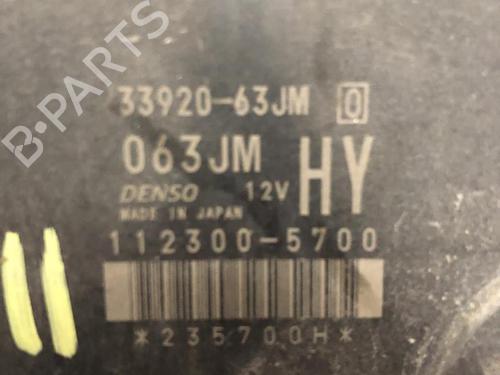 33920-63JM 0
063JM HY
DENSO 12V
MADE IN JAPAN
112300-5700
*235700H*
B-PARTS